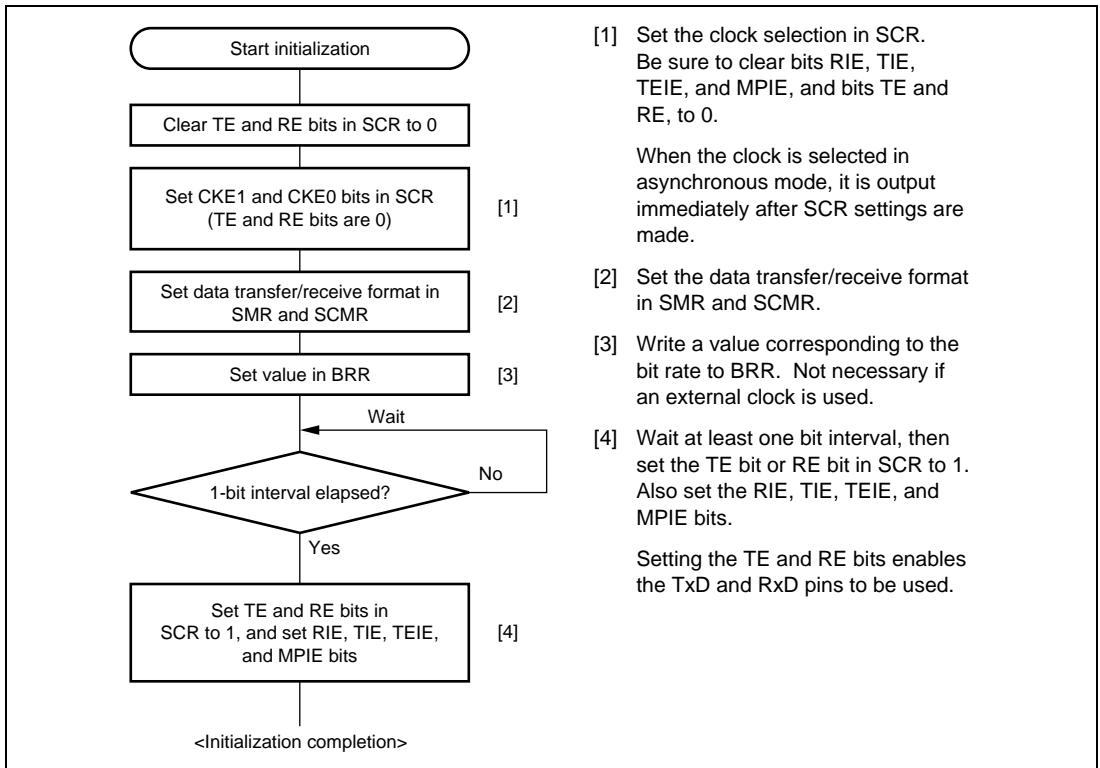 Start initialization
Clear TE and RE bits in SCR to 0
Set CKE1 and CKE0 bits in SCR
(TE and RE bits are 0)
[1]
Set data transfer/receive format in
SMR and SCMR
[2]
Set value in BRR
[3]
Wait
1-bit interval elapsed?
No
Yes
Set TE and RE bits in
SCR to 1, and set RIE, TIE, TEIE,
and MPIE bits
[4]
<Initialization completion>
[1] Set the clock selection in SCR.
Be sure to clear bits RIE, TIE,
TEIE, and MPIE, and bits TE and
RE, to 0.
When the clock is selected in
asynchronous mode, it is output
immediately after SCR settings are
made.
[2] Set the data transfer/receive format
in SMR and SCMR.
[3] Write a value corresponding to the
bit rate to BRR. Not necessary if
an external clock is used.
[4] Wait at least one bit interval, then
set the TE bit or RE bit in SCR to 1.
Also set the RIE, TIE, TEIE, and
MPIE bits.
Setting the TE and RE bits enables
the TxD and RxD pins to be used.